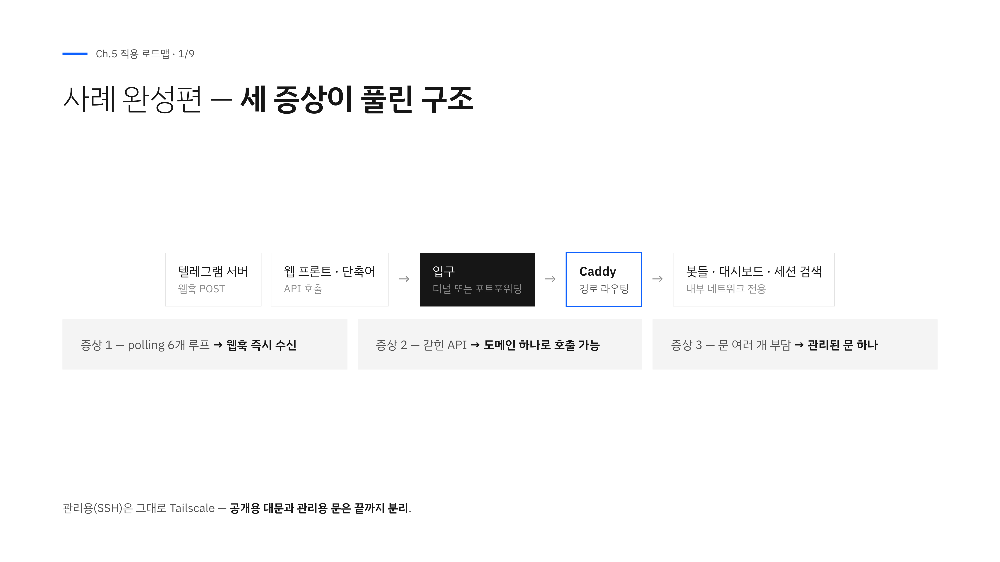 Ch.5 적용 로드맵 · 1/9
사례 완성편 — 세 증상이 풀린 구조
텔레그램 서버
웹훅 POST
웹 프론트 · 단축어
API 호출
→
입구
터널 또는 포트포워딩
→
Caddy
경로 라우팅
→
봇들 · 대시보드 · 세션 검색
내부 네트워크 전용
증상 1 — polling 6개 루프 → 웹훅 즉시 수신
증상 2 — 갇힌 API → 도메인 하나로 호출 가능
증상 3 — 문 여러 개 부담 → 관리된 문 하나
관리용(SSH)은 그대로 Tailscale — 공개용 대문과 관리용 문은 끝까지 분리.